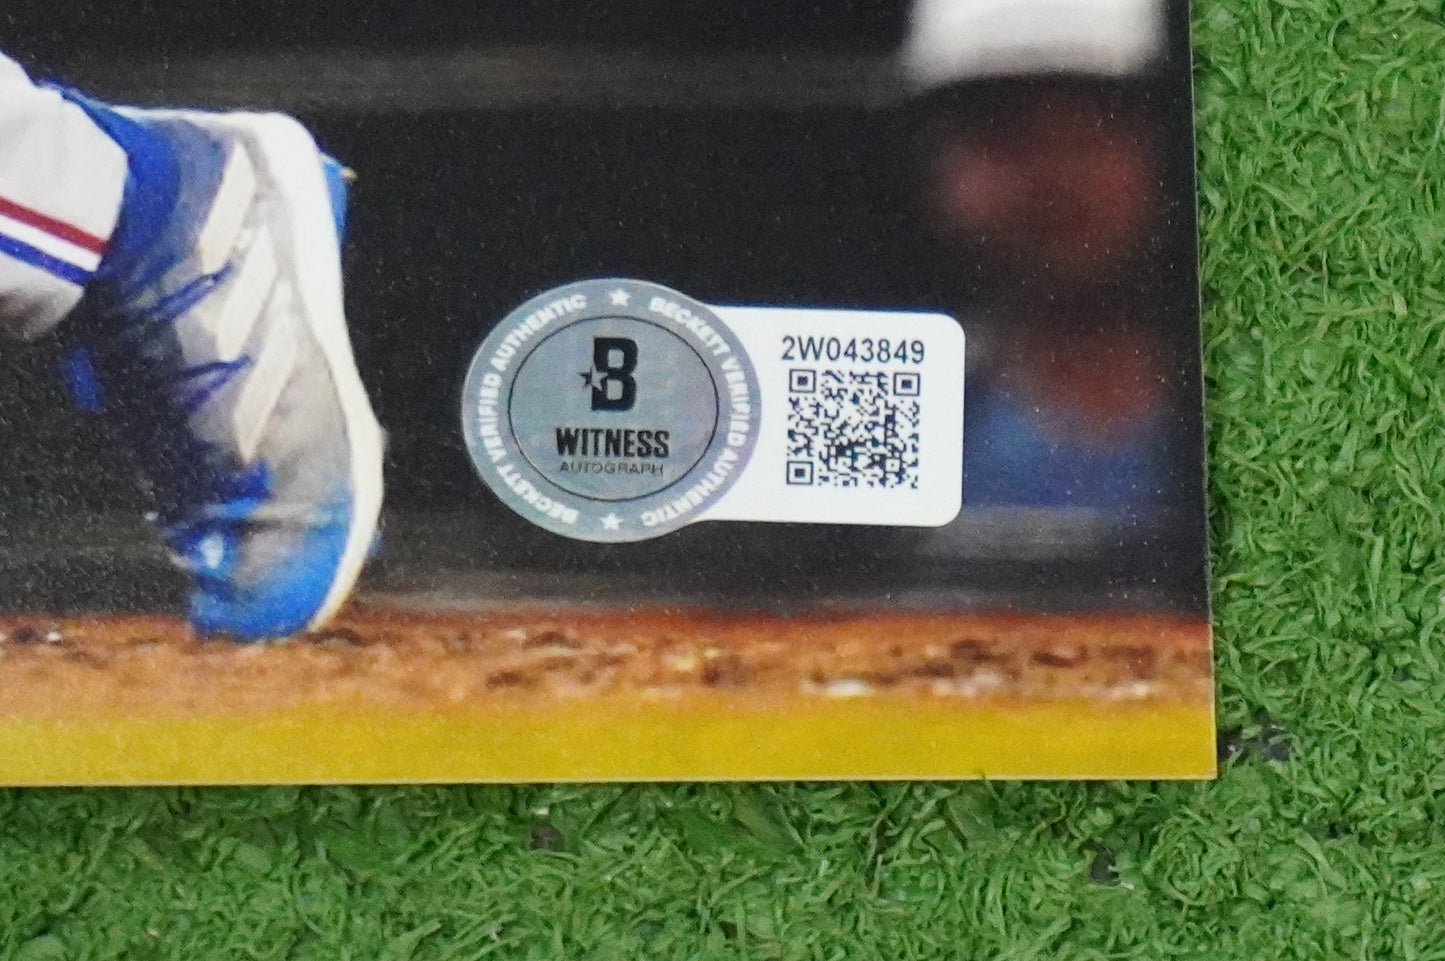 BECKETT VERIFIED AUTHENTIC ★ BECKETT VERIFIED AUTHENTIC ★
B
WITNESS
AUTOGRAPH
2W043849